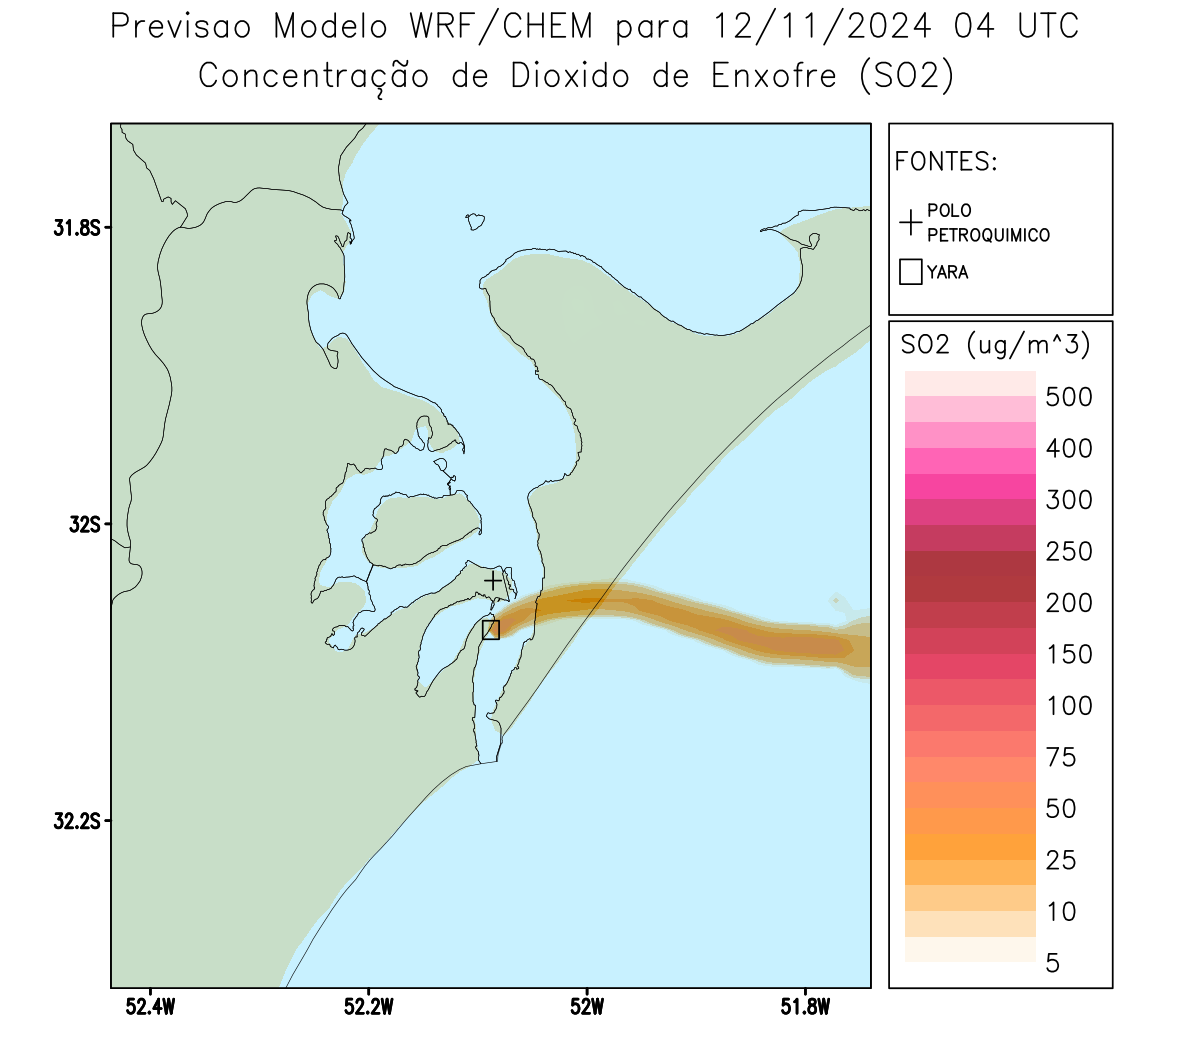 Previsao Modelo WRF/CHEM para 12/11/2024 04 UTC
Concentração de Dioxido de Enxofre (SO2)
FONTES:
POLO
PETROQUIMICO
YARA
SO2 (ug/m^3)
500
400
300
250
200
150
100
75
50
25
10
5
31.8S
32S
32.2S
52.4W
52.2W
52W
51.8W